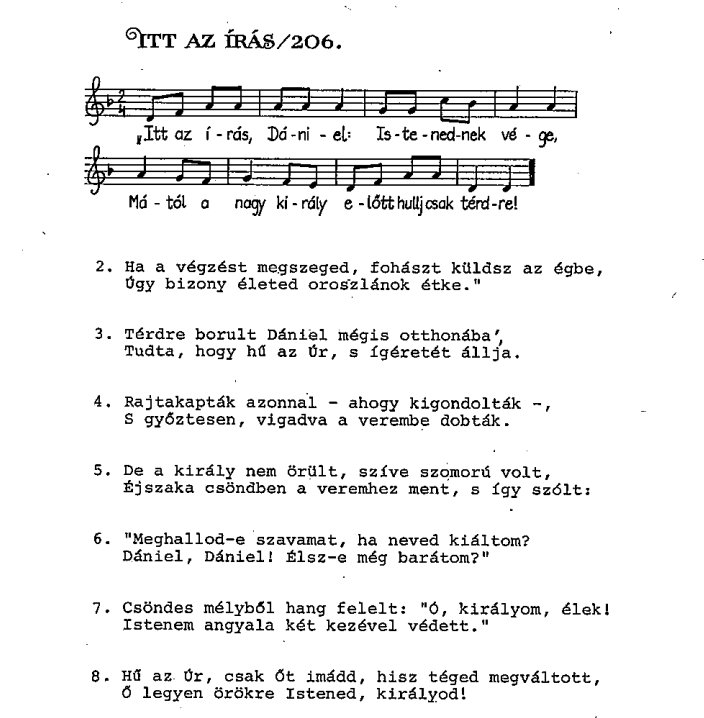 ITT AZ ÍRÁS/206.
2/4
„Itt az í-rás, Dá-ni-el: Is-te-ned-nek vé-ge,
Má-tól a nagy ki-rály e-lőtt hullj csak térd-re!
2. Ha a végzést megszeged, fohászt küldsz az égbe,
Úgy bizony életed oroszlánok étke."
3. Térdre borult Dániel mégis otthonába',
Tudta, hogy hű az Úr, s ígéretét állja.
4. Rajtakapták azonnal - ahogy kigondolták -,
S győztesen, vigadva a verembe dobták.
5. De a király nem örült, szíve szomorú volt,
Éjszaka csöndben a veremhez ment, s így szólt:
6. "Meghallod-e szavamat, ha neved kiáltom?
Dániel, Dániel! Élsz-e még barátom?"
7. Csöndes mélyből hang felelt: "Ó, királyom, élek!
Istenem angyala két kezével védett."
8. Hű az Úr, csak Őt imádd, hisz téged megváltott,
Ő legyen örökre Istened, királyod!